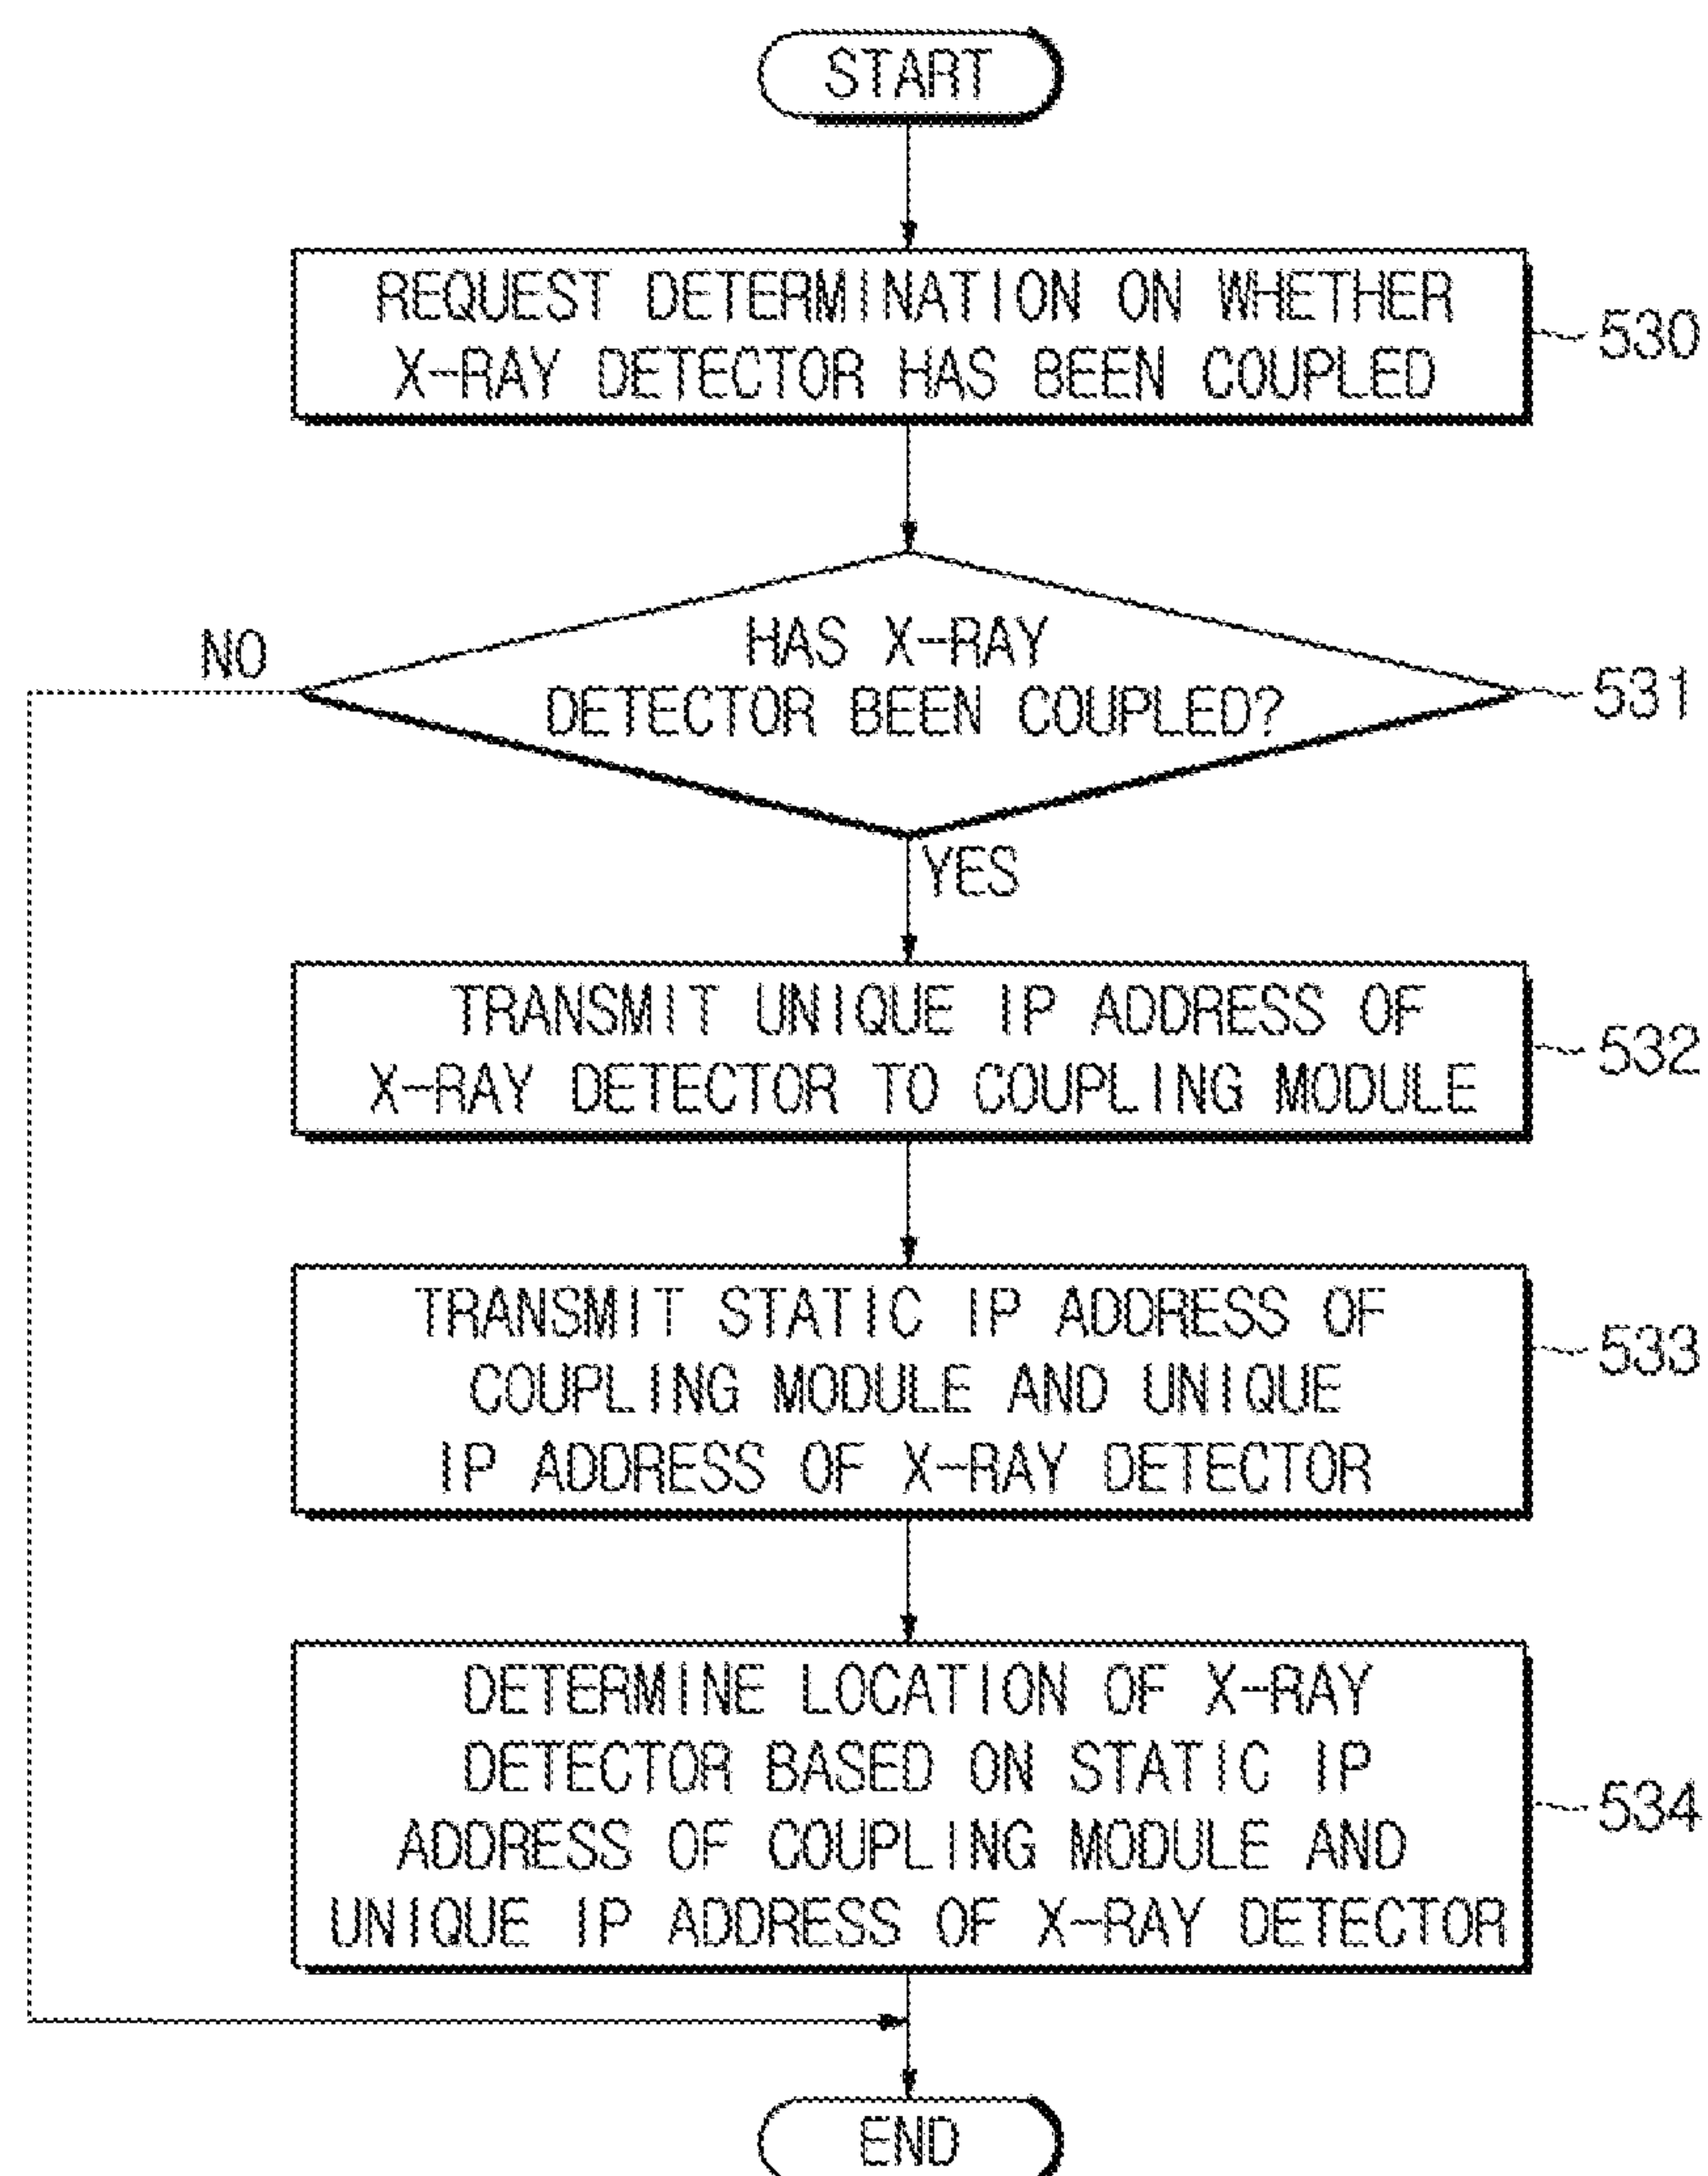 START
REQUEST DETERMINATION ON WHETHER
X-RAY DETECTOR HAS BEEN COUPLED
530
HAS X-RAY
DETECTOR BEEN COUPLED?
NO
531
YES
TRANSMIT UNIQUE IP ADDRESS OF
X-RAY DETECTOR TO COUPLING MODULE
532
TRANSMIT STATIC IP ADDRESS OF
COUPLING MODULE AND UNIQUE
IP ADDRESS OF X-RAY DETECTOR
533
DETERMINE LOCATION OF X-RAY
DETECTOR BASED ON STATIC IP
ADDRESS OF COUPLING MODULE AND
UNIQUE IP ADDRESS OF X-RAY DETECTOR
534
END